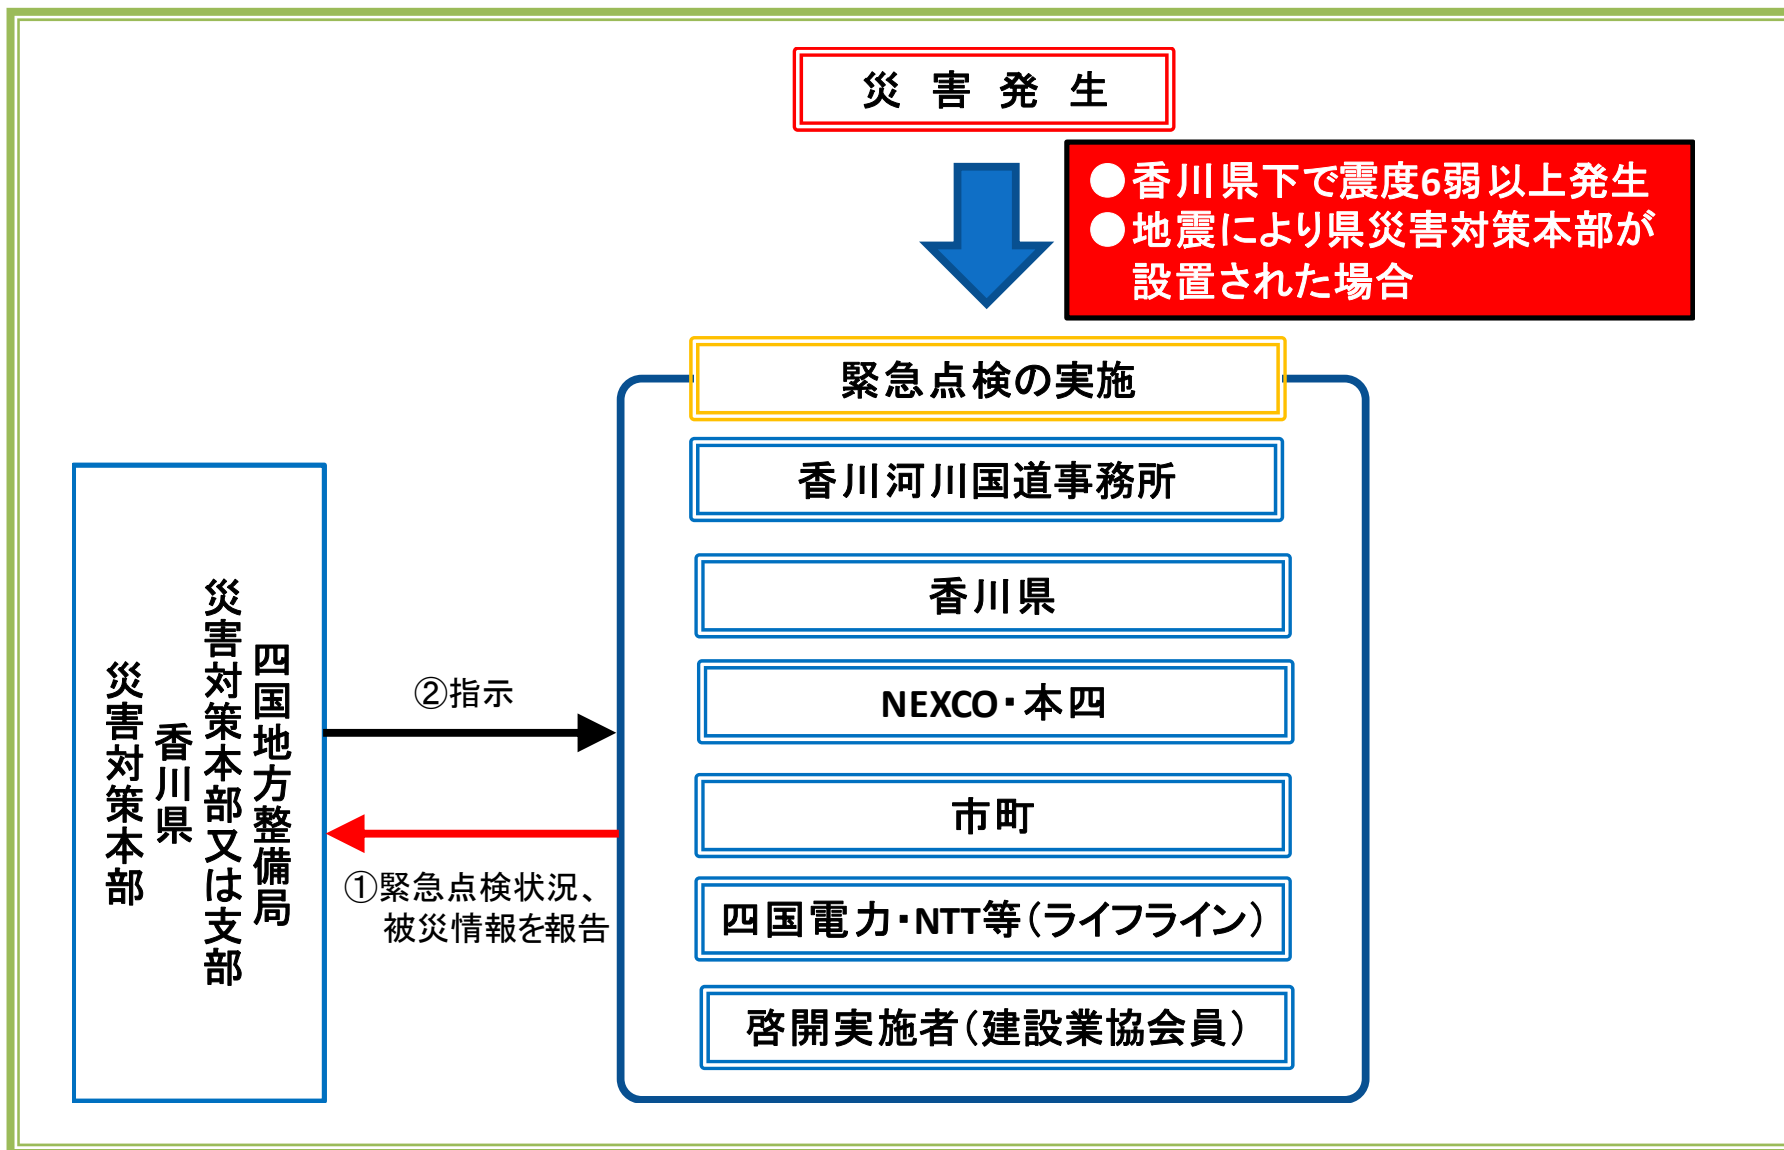 災害発生
●香川県下で震度6弱以上発生
●地震により県災害対策本部が
設置された場合
緊急点検の実施
香川河川国道事務所
香川県
NEXCO・本四
市町
四国電力・NTT等(ライフライン)
啓開実施者(建設業協会員)
四国地方整備局
災害対策本部又は支部
香川県
災害対策本部
②指示
①緊急点検状況、
被災情報を報告